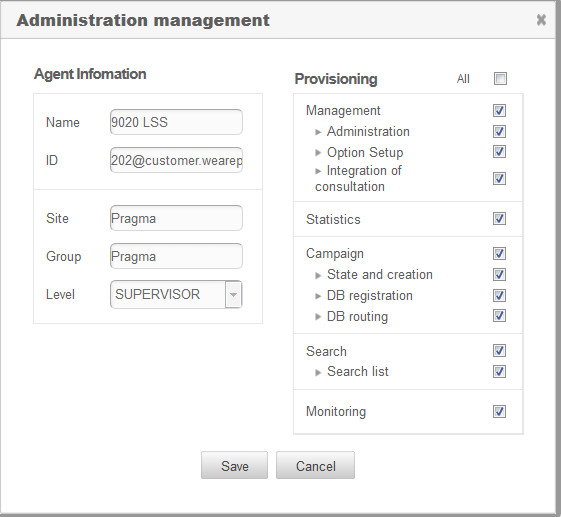 Administration management
Agent Infomation
Name 9020 LSS
ID 202@customer.wearep
Site Pragma
Group Pragma
Level SUPERVISOR
Provisioning All
Management
Administration
Option Setup
Integration of
consultation
Statistics
Campaign
State and creation
DB registration
DB routing
Search
Search list
Monitoring
Save Cancel